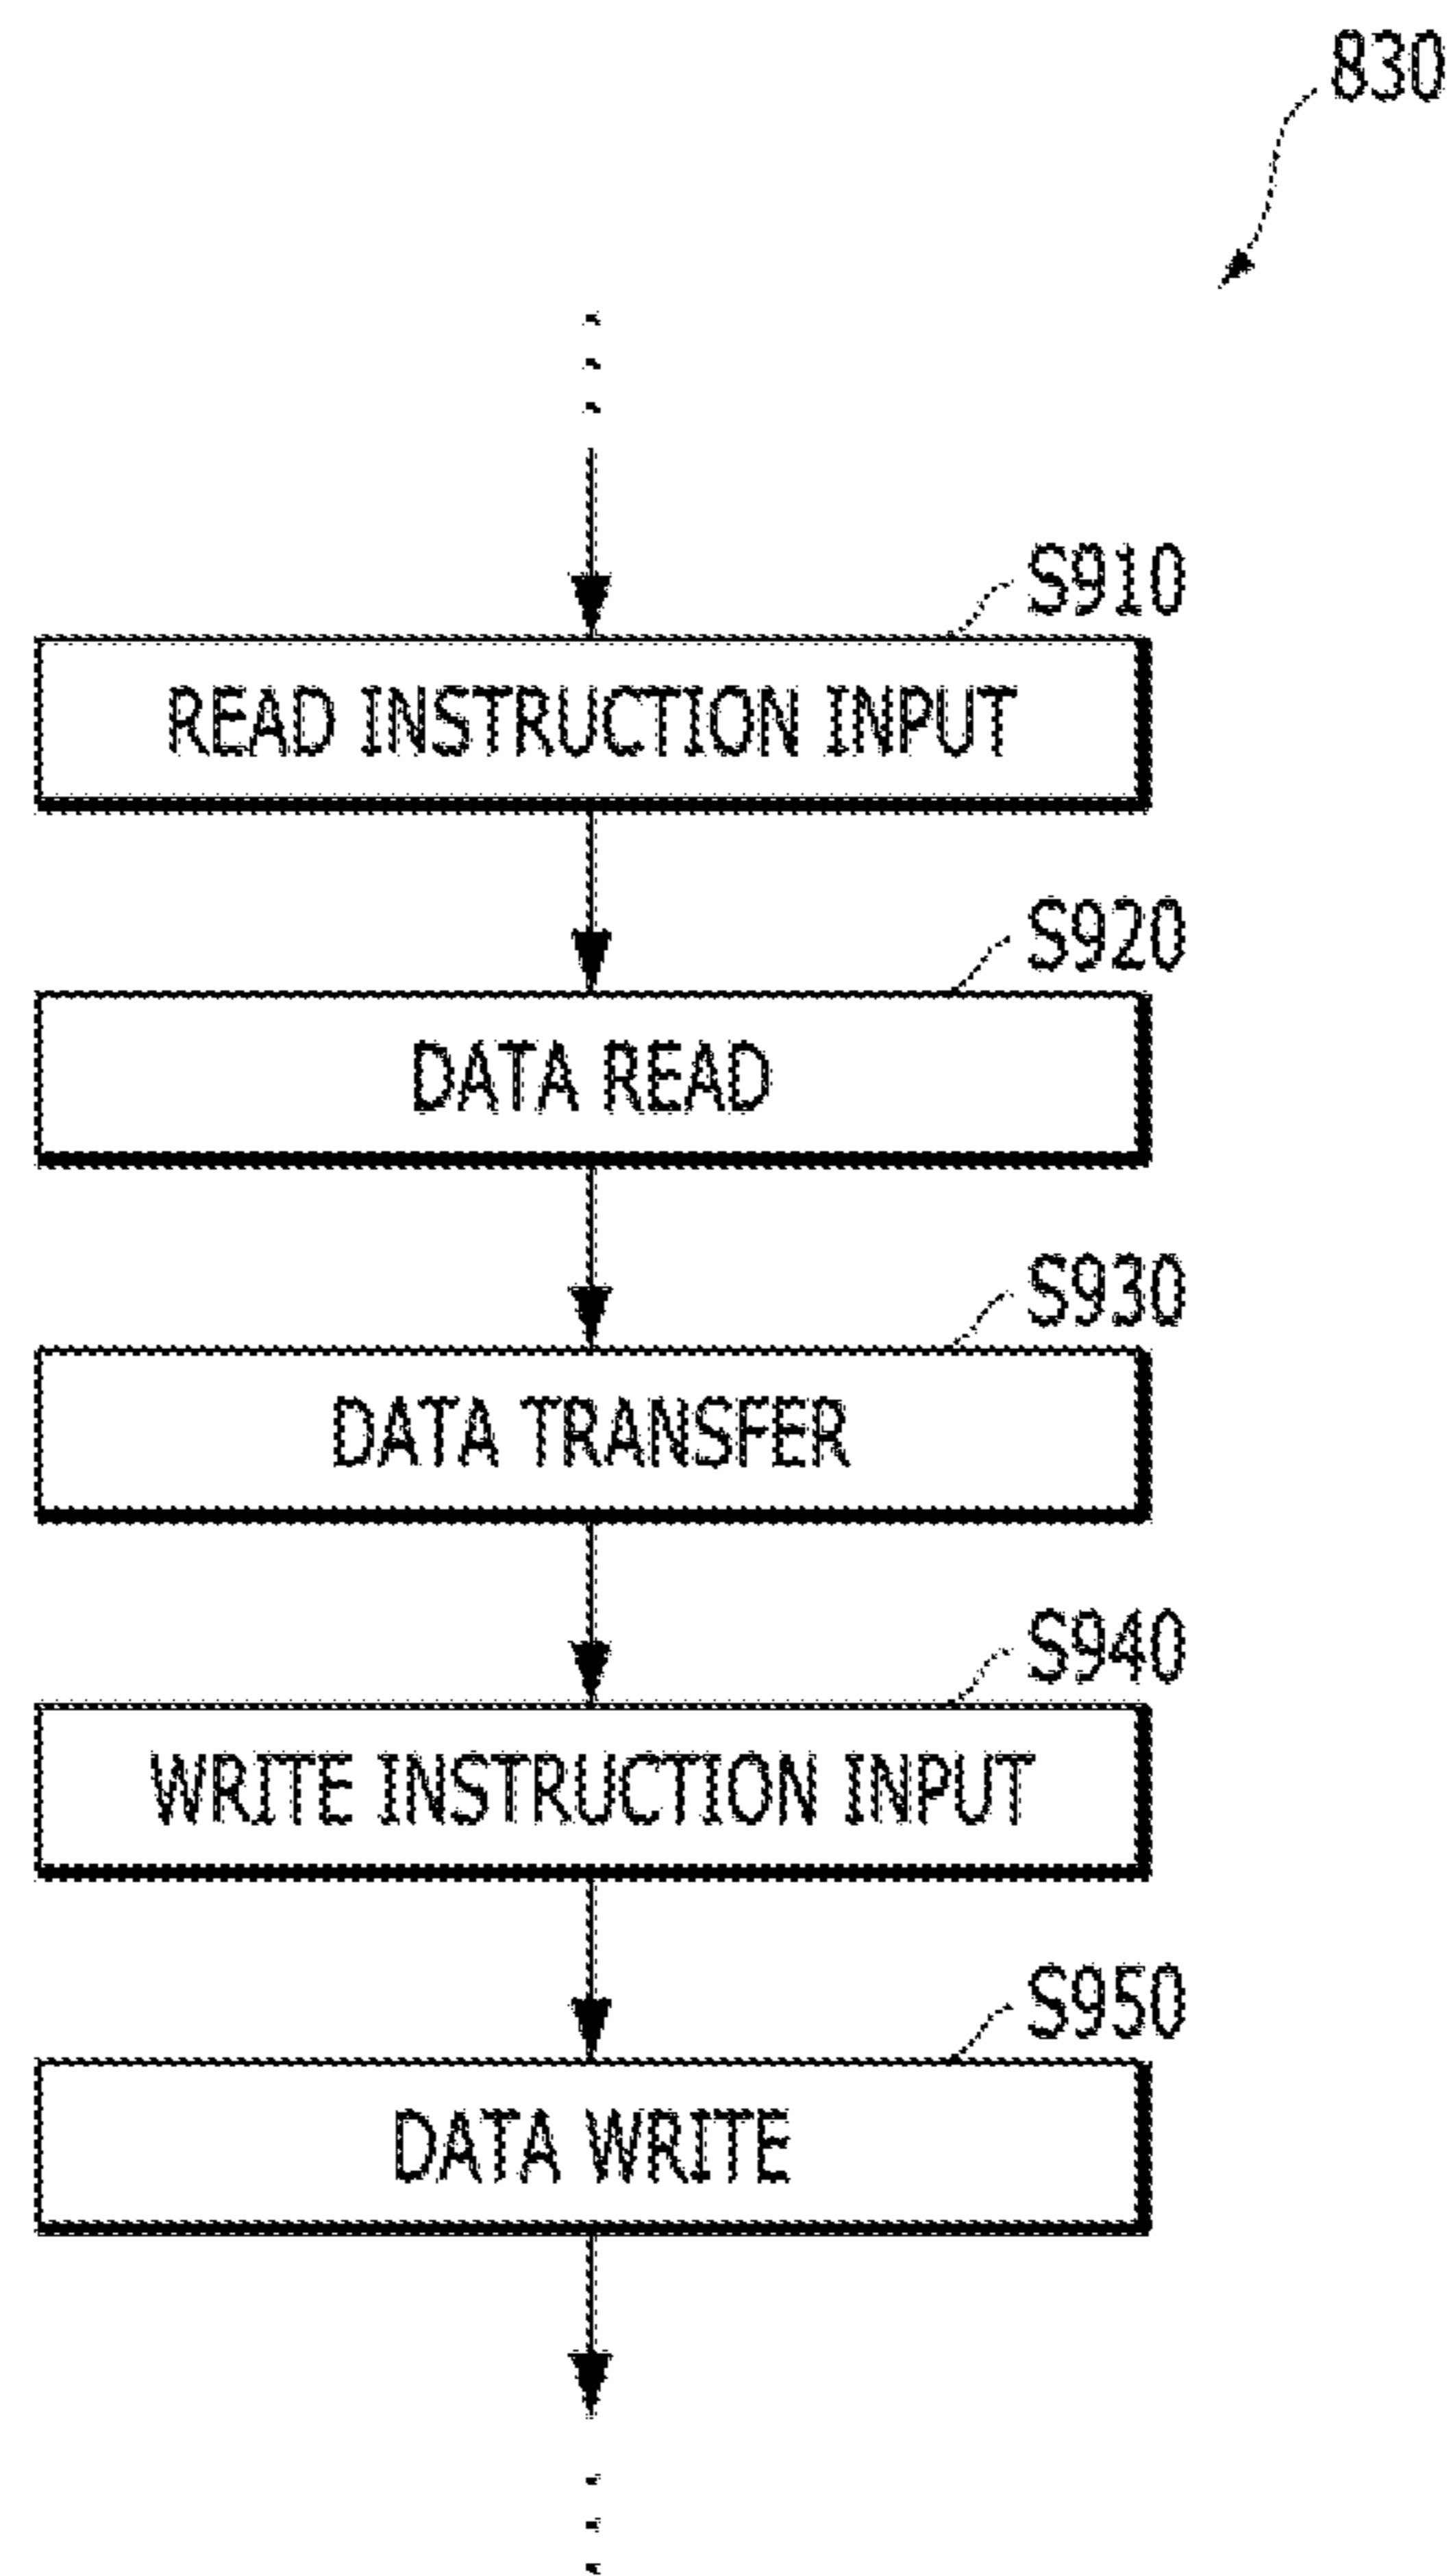 830
S910
READ INSTRUCTION INPUT
S920
DATA READ
S930
DATA TRANSFER
S940
WRITE INSTRUCTION INPUT
S950
DATA WRITE